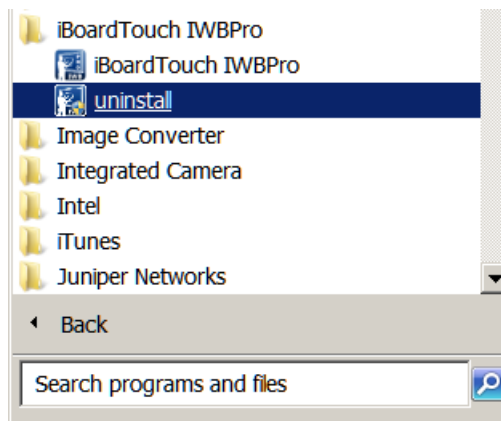 iBoardTouch IWBPro
iBoardTouch IWBPro
uninstall
Image Converter
Integrated Camera
Intel
iTunes
Juniper Networks
Back
Search programs and files